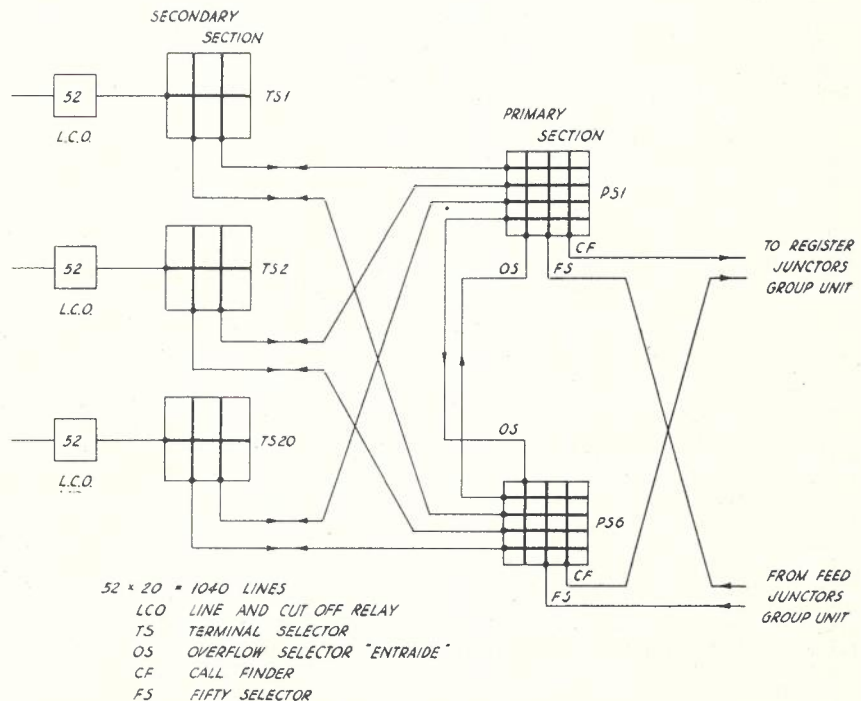 SECONDARY
SECTION
52
L.C.O.
TS1
PRIMARY
SECTION
PS1
CF
TO REGISTER
JUNCTORS
GROUP UNIT
OS
FS
52
L.C.O.
TS2
OS
52
L.C.O.
TS20
PS6
CF
FS
FROM FEED
JUNCTORS
GROUP UNIT
52 × 20 = 1040 LINES
LCO LINE AND CUT OFF RELAY
TS TERMINAL SELECTOR
OS OVERFLOW SELECTOR "ENTRAIDE"
CF CALL FINDER
FS FIFTY SELECTOR